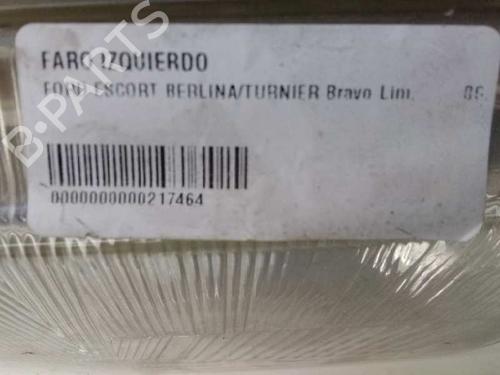 FARO IZQUIERDO
FORD ESCORT BERLINA/TURNIER Bravo Lim.
0000000000217464
B-PARTS